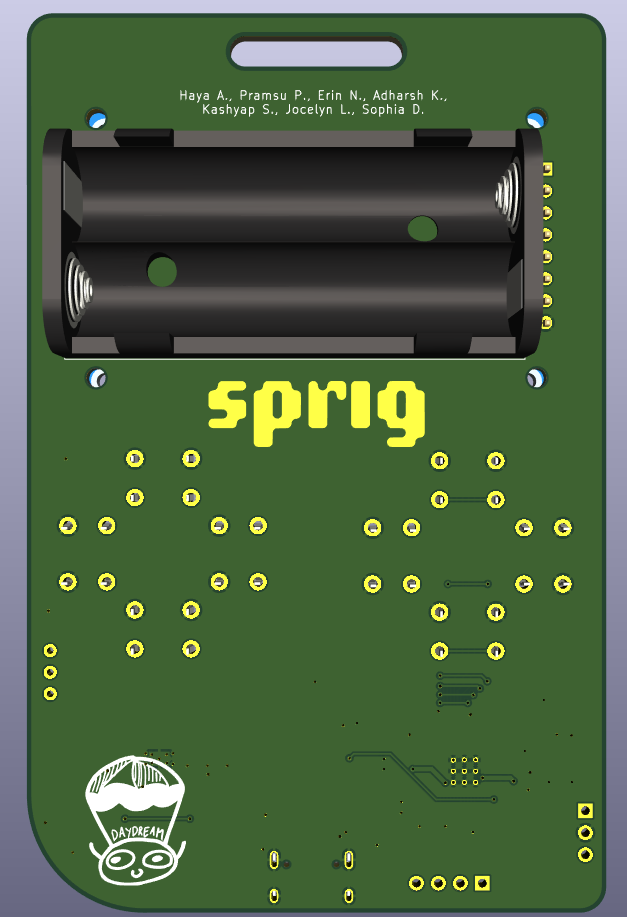 Haya A., Pramsu P., Erin N., Adharsh K.,
Kashyap S., Jocelyn L., Sophia D.
sprig
DAYDREAM